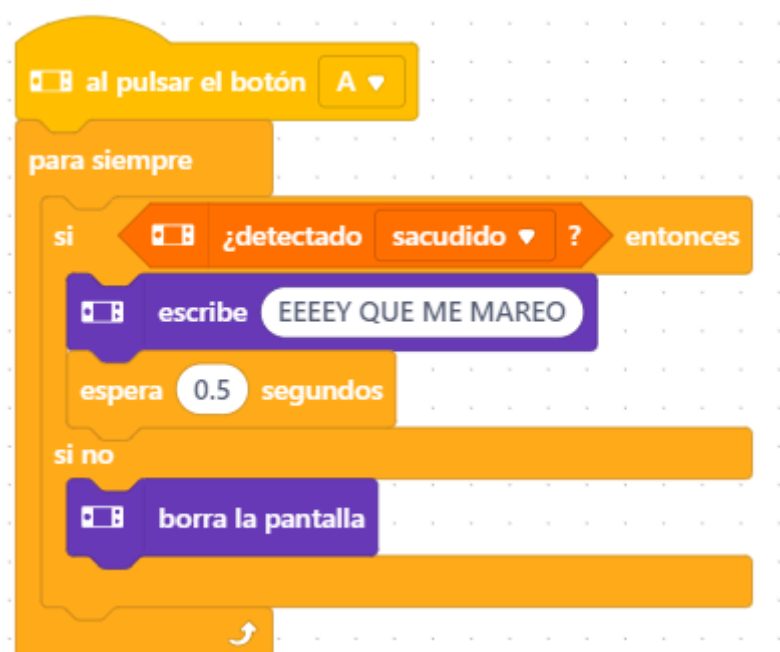 al pulsar el botón A
para siempre
si ¿detectado sacudido ? entonces
escribe EEEEY QUE ME MAREO
espera 0.5 segundos
si no
borra la pantalla